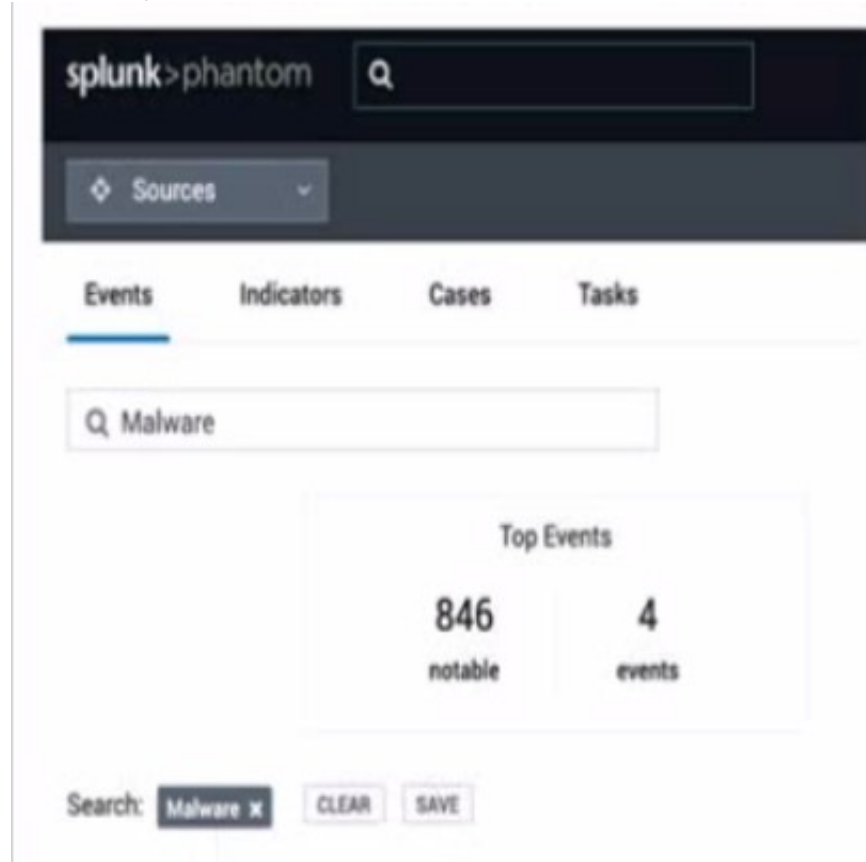 splunk>phantom
Sources
Events Indicators Cases Tasks
Malware
Top Events
846 4
notable events
Search: Malware x CLEAR SAVE